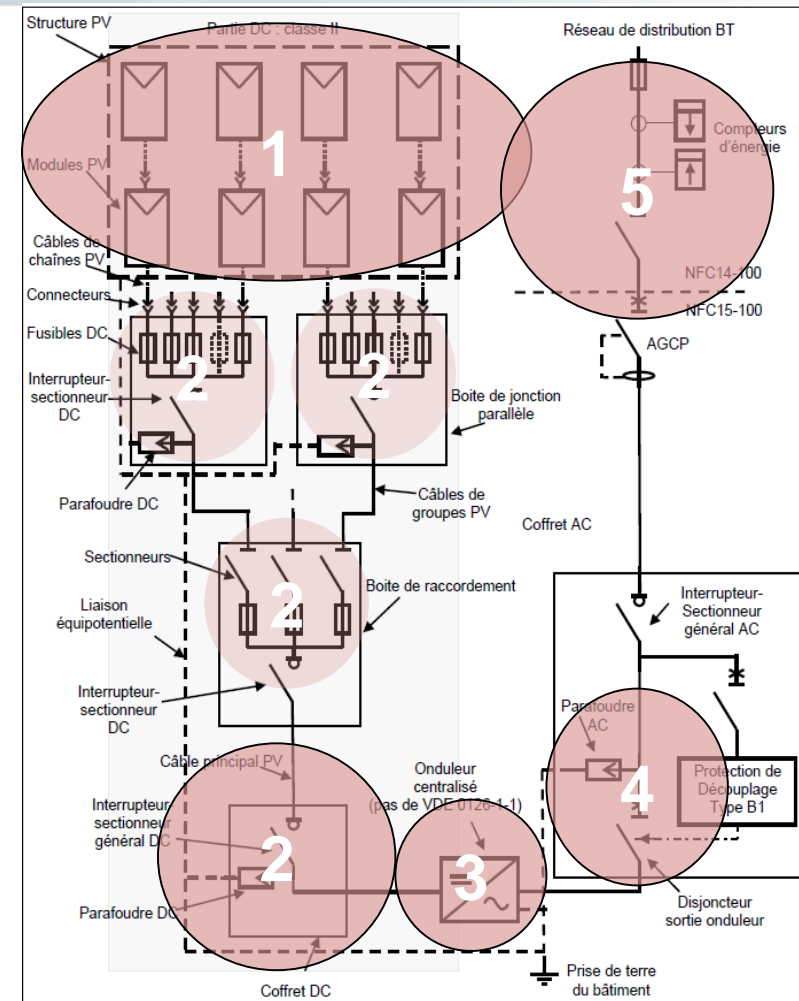 Structure PV
Partie DC : classe II
Réseau de distribution BT
1
5
Compteurs
d'énergie
Modules PV
Câbles de
chaînes PV
NFC14-100
Connecteurs
NFC15-100
Fusibles DC
AGCP
2
2
Interrupteur-
sectionneur
DC
Boite de jonction
parallèle
Parafoudre DC
Câbles de
groupes PV
Coffret AC
Sectionneurs
2
Boite de raccordement
Interrupteur-
Sectionneur
général AC
Liaison
équipotentielle
Interrupteur-
sectionneur
DC
Parafoudre
AC
Câble principal PV
Onduleur
centralisé
(pas de VDE 0126-1-1)
4
Protection de
Découplage
Type B1
Interrupteur-
sectionneur
général DC
2
3
Parafoudre DC
Disjoncteur
sortie onduleur
Coffret DC
Prise de terre
du bâtiment